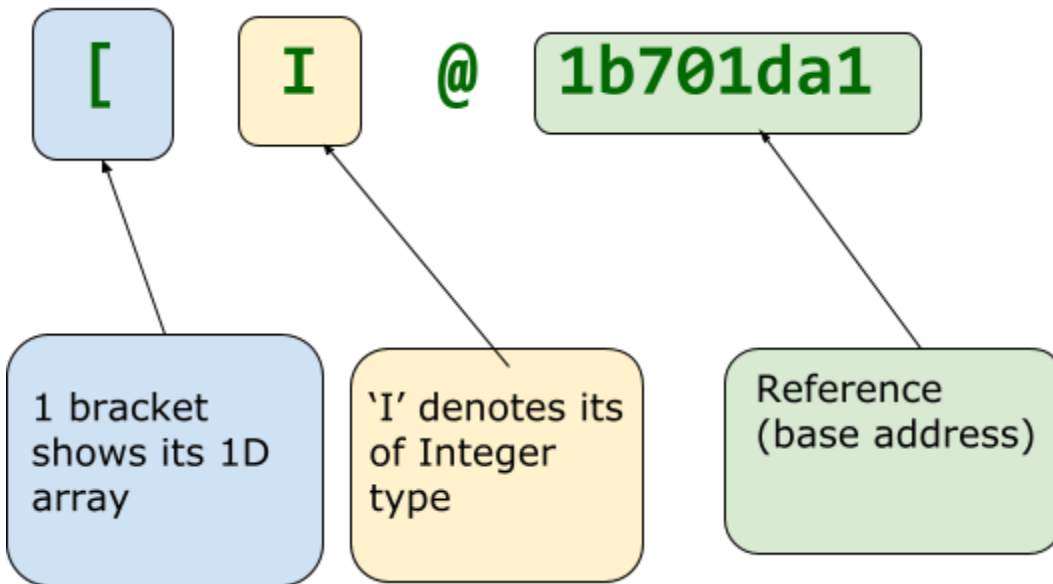 [ I @ 1b701da1
1 bracket
shows its 1D
array
‘I’ denotes its
of Integer
type
Reference
(base address)